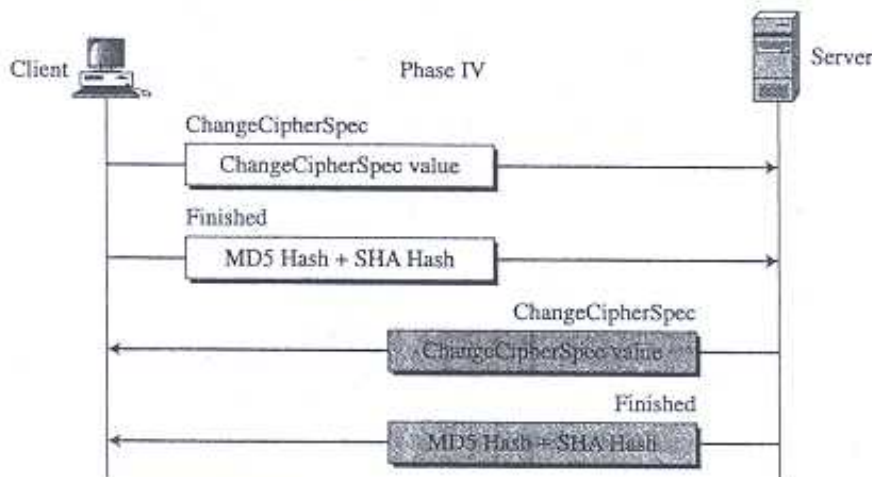 Client
Phase IV
Server
ChangeCipherSpec
ChangeCipherSpec value
Finished
MD5 Hash + SHA Hash
ChangeCipherSpec
ChangeCipherSpec value
Finished
MD5 Hash + SHA Hash